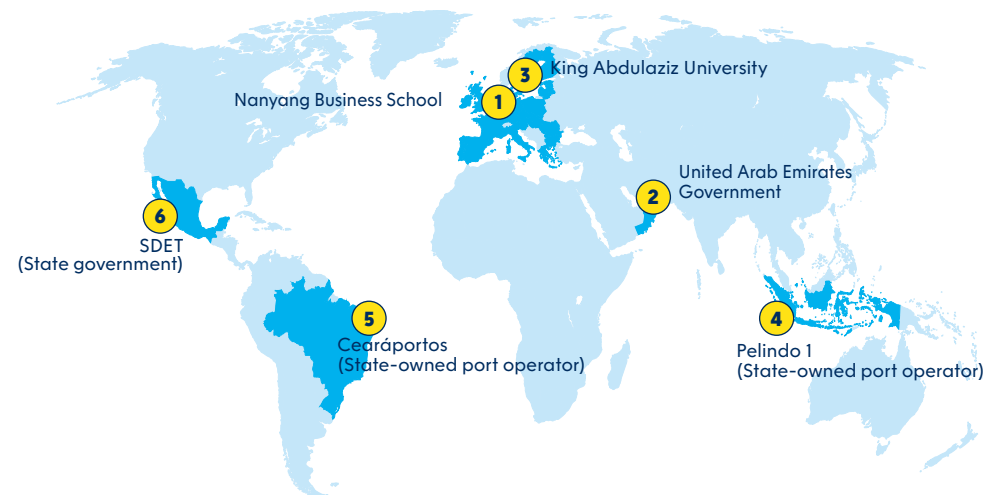 3
King Abdulaziz University
Nanyang Business School
1
United Arab Emirates
Government
2
6
SDET
(State government)
5
Cearáportos
(State-owned port operator)
4
Pelindo 1
(State-owned port operator)